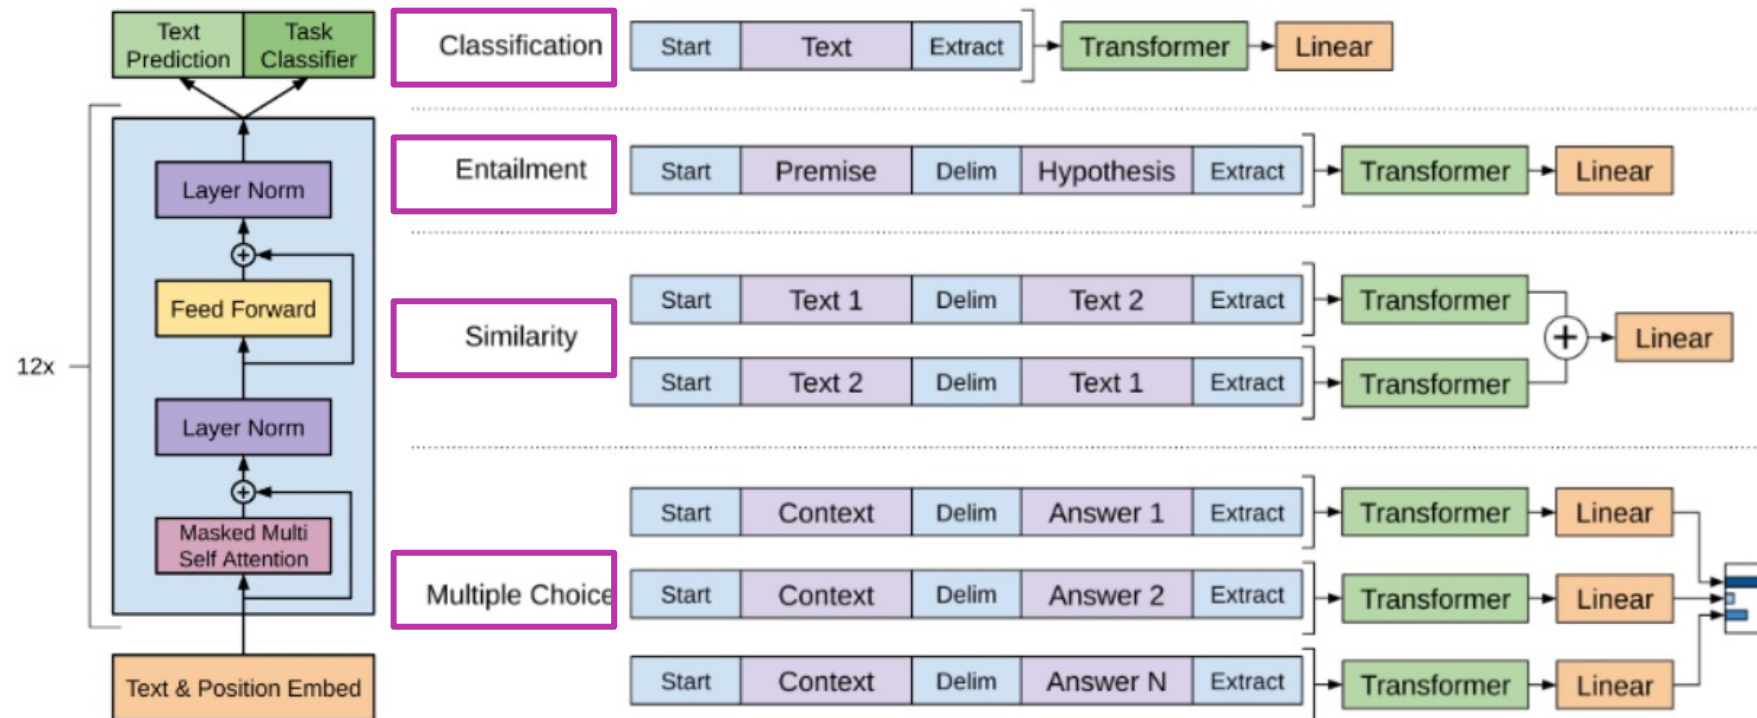 Text
Prediction
Task
Classifier
12x
Layer Norm
Feed Forward
Layer Norm
Masked Multi
Self Attention
Text & Position Embed
Classification
Start Text Extract Transformer Linear
Entailment
Start Premise Delim Hypothesis Extract Transformer Linear
Similarity
Start Text 1 Delim Text 2 Extract Transformer
Start Text 2 Delim Text 1 Extract Transformer
+ Linear
Multiple Choice
Start Context Delim Answer 1 Extract Transformer Linear
Start Context Delim Answer 2 Extract Transformer Linear
Start Context Delim Answer N Extract Transformer Linear